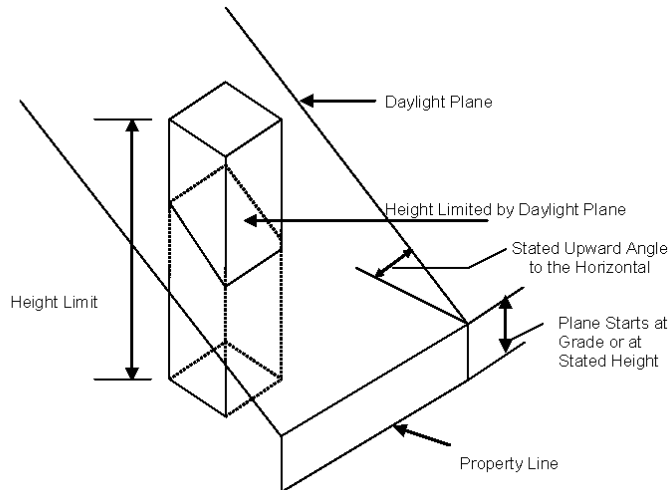 Daylight Plane
Height Limited by Daylight Plane
Stated Upward Angle
to the Horizontal
Height Limit
Plane Starts at
Grade or at
Stated Height
Property Line